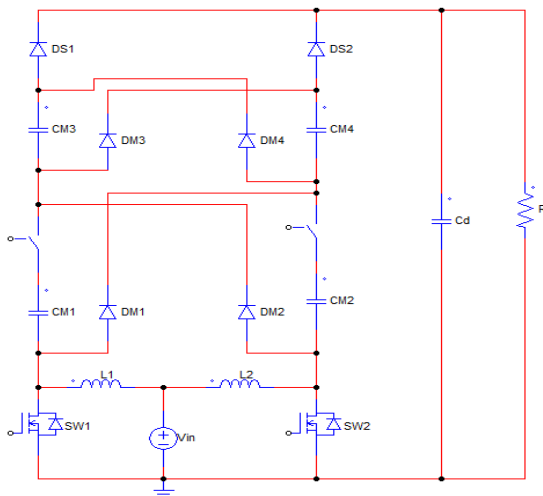 DS1 DS2
CM3 DM3 DM4 CM4
Cd R
CM1 DM1 DM2 CM2
L1 L2
SW1 Vin SW2